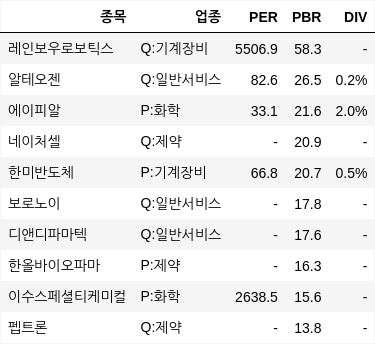 종목 업종 PER PBR DIV
레인보우로보틱스 Q:기계장비 5506.9 58.3 -
알테오젠 Q:일반서비스 82.6 26.5 0.2%
에이피알 P:화학 33.1 21.6 2.0%
네이처셀 Q:제약 - 20.9 -
한미반도체 P:기계장비 66.8 20.7 0.5%
보로노이 Q:일반서비스 - 17.8 -
디앤디파마텍 Q:일반서비스 - 17.6 -
한올바이오파마 P:제약 - 16.3 -
이수스페셜티케미컬 P:화학 2638.5 15.6 -
펩트론 Q:제약 - 13.8 -